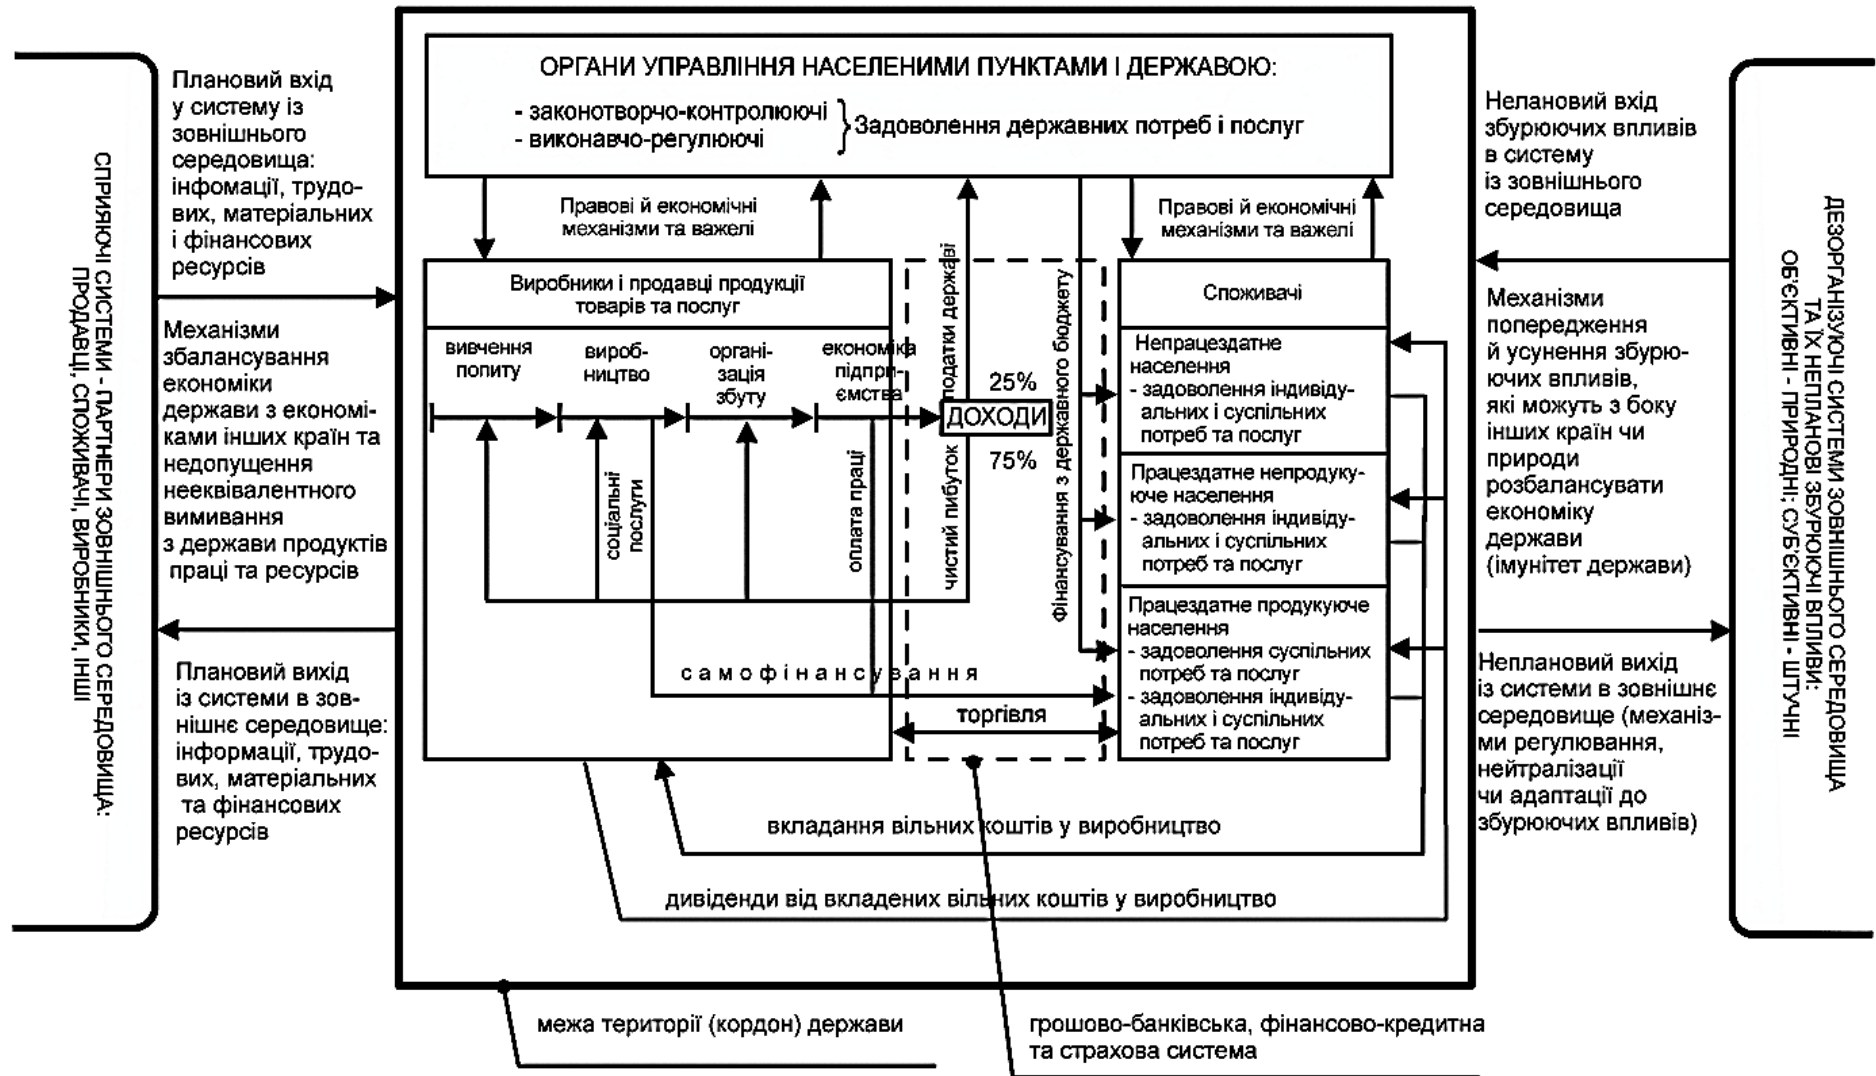 ОРГАНИ УПРАВЛІННЯ НАСЕЛЕНИМИ ПУНКТАМИ І ДЕРЖАВОЮ:
- законотворчо-контролюючі
- виконавчо-регулюючі
Задоволення державних потреб і послуг
СПРИЯЮЧІ СИСТЕМИ - ПАРТНЕРИ ЗОВНІШНЬОГО СЕРЕДОВИЩА:
ПРОДАВЦІ, СПОЖИВАЧІ, ВИРОБНИКИ, ІНШІ
Плановий вхід
у систему із
зовнішнього
середовища:
інфомації, трудо-
вих, матеріальних
і фінансових
ресурсів
Механізми
збалансування
економіки
держави з економі-
ками інших країн та
недопущення
нееквівалентного
вимивання
з держави продуктів
праці та ресурсів
Плановий вихід
із системи в зов-
нішнє середовище:
інформації, трудо-
вих, матеріальних
та фінансових
ресурсів
Правові й економічні
механізми та важелі
Правові й економічні
механізми та важелі
Виробники і продавці продукції
товарів та послуг
вивчення
попиту
вироб-
ництво
органі-
зація
збуту
економіка
підпри-
ємства
соціальні
послуги
оплата праці
чистий пибуток
податки державі
25%
ДОХОДИ
75%
фінансування з державного бюджету
самофінансування
торгівля
Споживачі
Непрацездатне
населення
- задоволення індивіду-
альних і суспільних
потреб та послуг
Працездатне непродуку-
юче населення
- задоволення індивіду-
альних і суспільних
потреб та послуг
Працездатне продукуюче
населення
- задоволення суспільних
потреб та послуг
- задоволення індивіду-
альних і суспільних
потреб та послуг
вкладання вільних коштів у виробництво
дивіденди від вкладених вільних коштів у виробництво
межа території (кордон) держави
грошово-банківська, фінансово-кредитна
та страхова система
Нелановий вхід
збурюючих впливів
в систему
із зовнішнього
середовища
Механізми
попередження
й усунення збурю-
ючих впливів,
які можуть з боку
інших країн чи
природи
розбалансувати
економіку
держави
(імунітет держави)
Неплановий вихід
із системи в зовнішнє
середовище (механіз-
ми регулювання,
нейтралізації
чи адаптації до
збурюючих впливів)
ДЕЗОРГАНІЗУЮЧІ СИСТЕМИ ЗОВНІШНЬОГО СЕРЕДОВИЩА
ТА ЇХ НЕПЛАНОВІ ЗБУРЮЮЧІ ВПЛИВИ:
ОБ'ЄКТИВНІ - ПРИРОДНІ; СУБ'ЄКТИВНІ - ШТУЧНІ